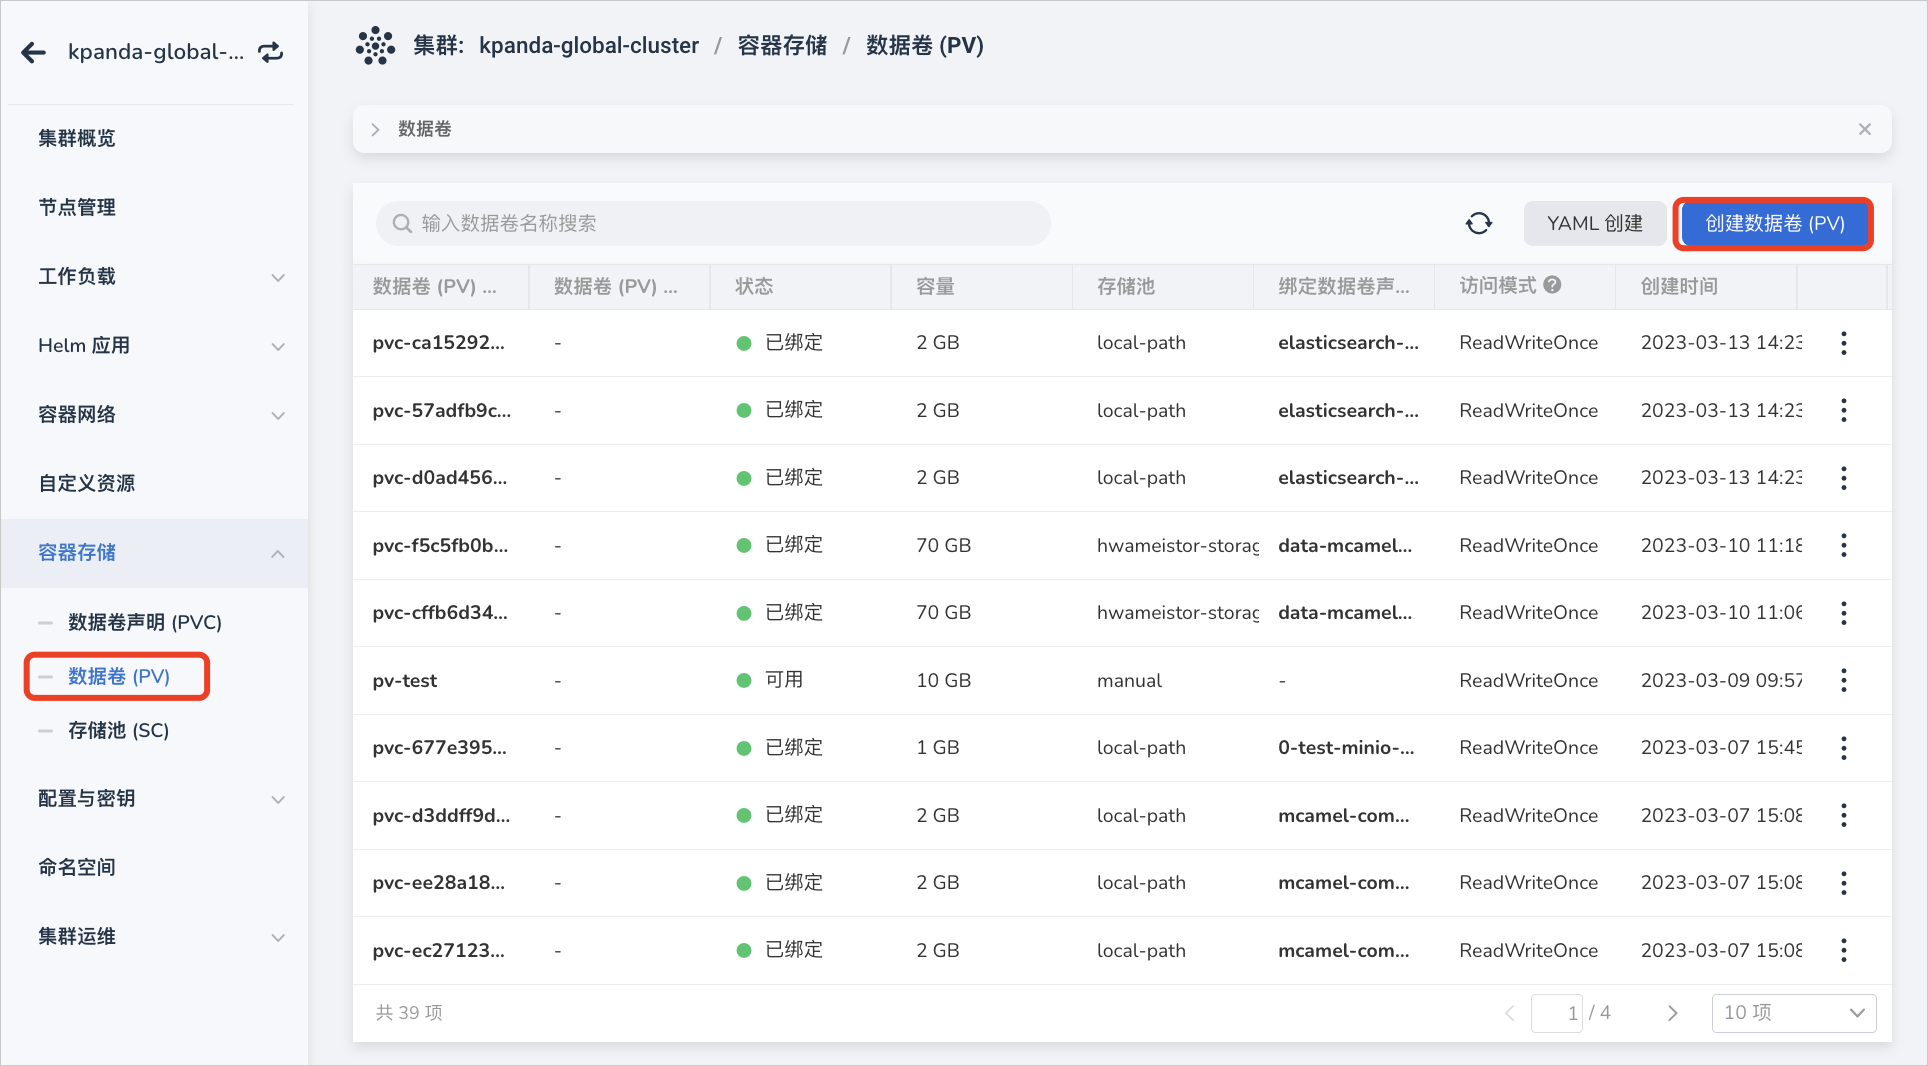 kpanda-global-...
集群概览
节点管理
工作负载
Helm 应用
容器网络
自定义资源
容器存储
数据卷声明 (PVC)
数据卷 (PV)
存储池 (SC)
配置与密钥
命名空间
集群运维
集群: kpanda-global-cluster / 容器存储 / 数据卷 (PV)
数据卷
输入数据卷名称搜索 YAML 创建 创建数据卷 (PV)
数据卷 (PV) ... 数据卷 (PV) ... 状态 容量 存储池 绑定数据卷声... 访问模式 创建时间
pvc-ca15292... - 已绑定 2 GB local-path elasticsearch-... ReadWriteOnce 2023-03-13 14:23
pvc-57adfb9c... - 已绑定 2 GB local-path elasticsearch-... ReadWriteOnce 2023-03-13 14:23
pvc-d0ad456... - 已绑定 2 GB local-path elasticsearch-... ReadWriteOnce 2023-03-13 14:23
pvc-f5c5fb0b... - 已绑定 70 GB hwameistor-storag data-mcamel... ReadWriteOnce 2023-03-10 11:18
pvc-cffb6d34... - 已绑定 70 GB hwameistor-storag data-mcamel... ReadWriteOnce 2023-03-10 11:06
pv-test - 可用 10 GB manual - ReadWriteOnce 2023-03-09 09:57
pvc-677e395... - 已绑定 1 GB local-path 0-test-minio-... ReadWriteOnce 2023-03-07 15:45
pvc-d3ddff9d... - 已绑定 2 GB local-path mcamel-com... ReadWriteOnce 2023-03-07 15:08
pvc-ee28a18... - 已绑定 2 GB local-path mcamel-com... ReadWriteOnce 2023-03-07 15:08
pvc-ec27123... - 已绑定 2 GB local-path mcamel-com... ReadWriteOnce 2023-03-07 15:08
共 39 项 1 / 4 10 项